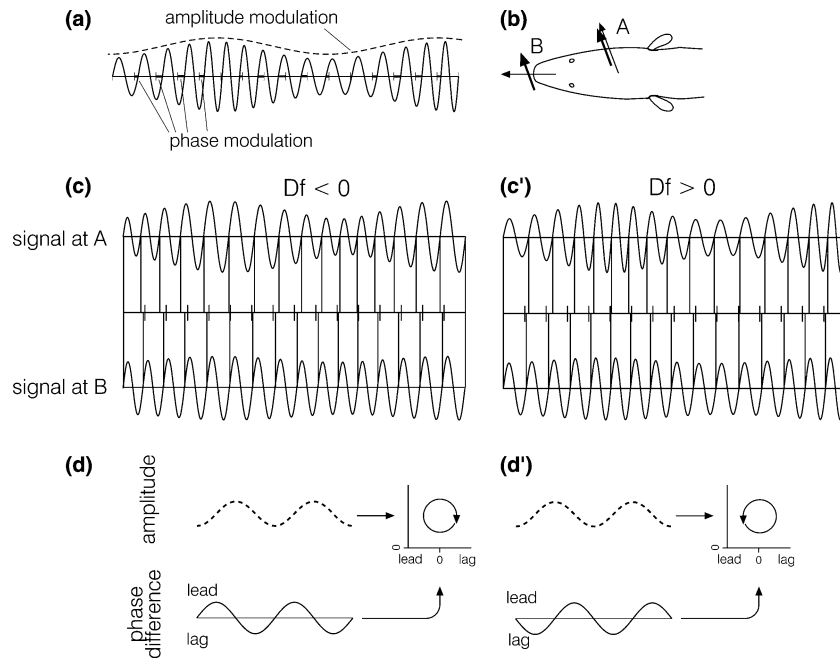 (a)
amplitude modulation
phase modulation
(b)
A
B
(c)
Df < 0
signal at A
signal at B
(c')
Df > 0
(d)
amplitude
0
lead 0 lag
phase
difference
lead
lag
(d')
0
lead 0 lag
lead
lag